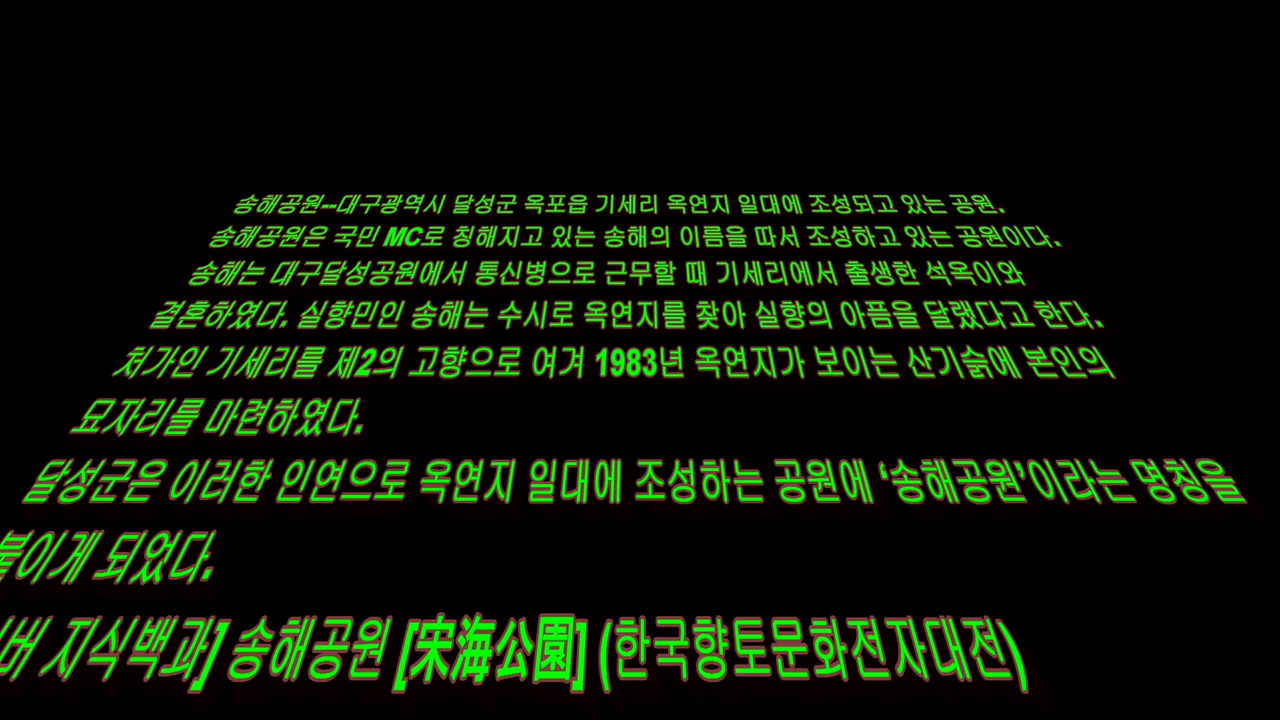 송해공원--대구광역시 달성군 옥포읍 기세리 옥연지 일대에 조성되고 있는 공원.
송해공원은 국민 MC로 칭해지고 있는 송해의 이름을 따서 조성하고 있는 공원이다.
송해는 대구달성공원에서 통신병으로 근무할 때 기세리에서 출생한 석옥이와
결혼하였다. 실향민인 송해는 수시로 옥연지를 찾아 실향의 아픔을 달랬다고 한다.
처가인 기세리를 제2의 고향으로 여겨 1983년 옥연지가 보이는 산기슭에 본인의
묘자리를 마련하였다.
달성군은 이러한 인연으로 옥연지 일대에 조성하는 공원에 ‘송해공원’이라는 명칭을
붙이게 되었다.
지식백과] 송해공원 [宋海公園] (한국향토문화전자대전)